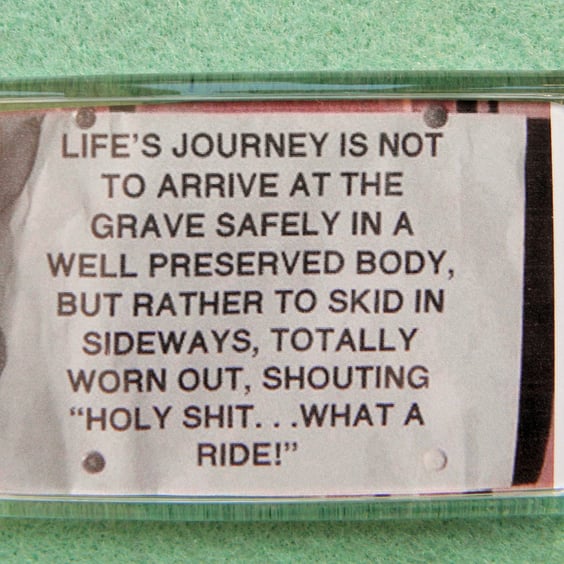 LIFE'S JOURNEY IS NOT
TO ARRIVE AT THE
GRAVE SAFELY IN A
WELL PRESERVED BODY,
BUT RATHER TO SKID IN
SIDEWAYS, TOTALLY
WORN OUT, SHOUTING
“HOLY SHIT. . .WHAT A
RIDE!”